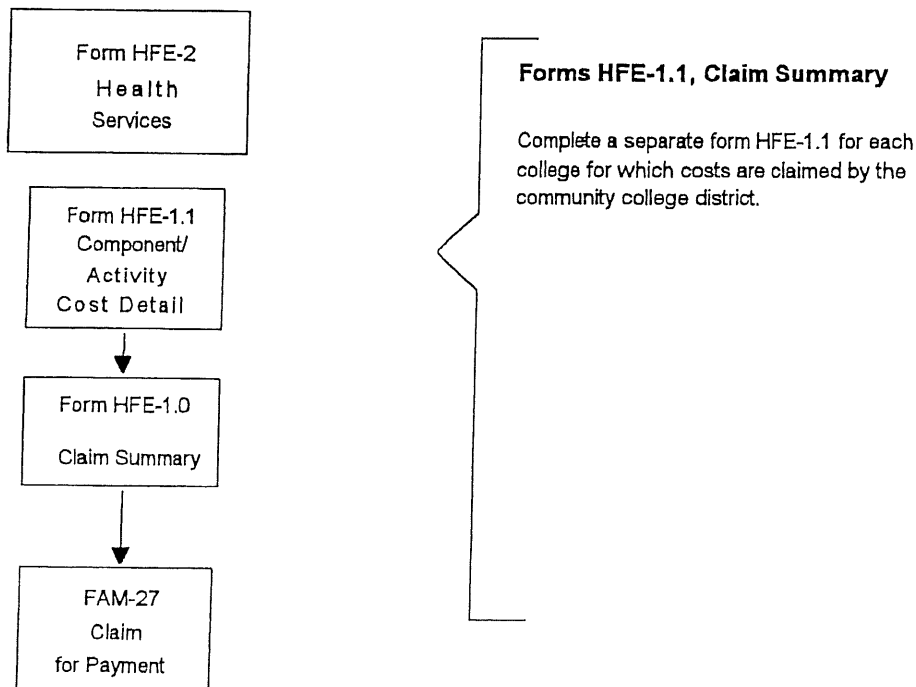 Form HFE-2
Health
Services
Form HFE-1.1
Component/
Activity
Cost Detail
Form HFE-1.0
Claim Summary
FAM-27
Claim
for Payment
Forms HFE-1.1, Claim Summary
Complete a separate form HFE-1.1 for each
college for which costs are claimed by the
community college district.